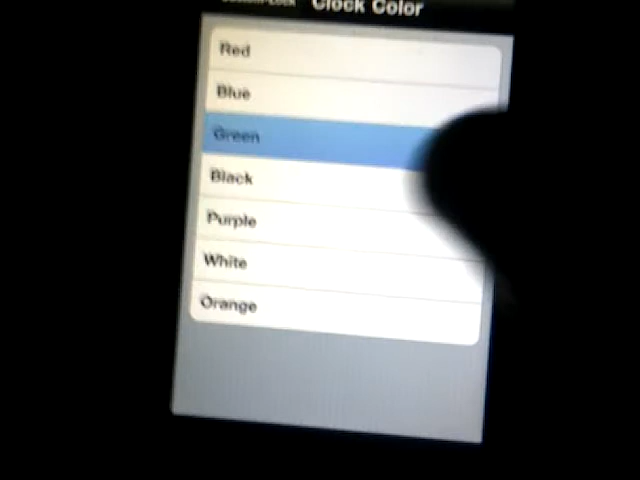 Clock Color
Red
Blue
Green
Black
Purple
White
Orange